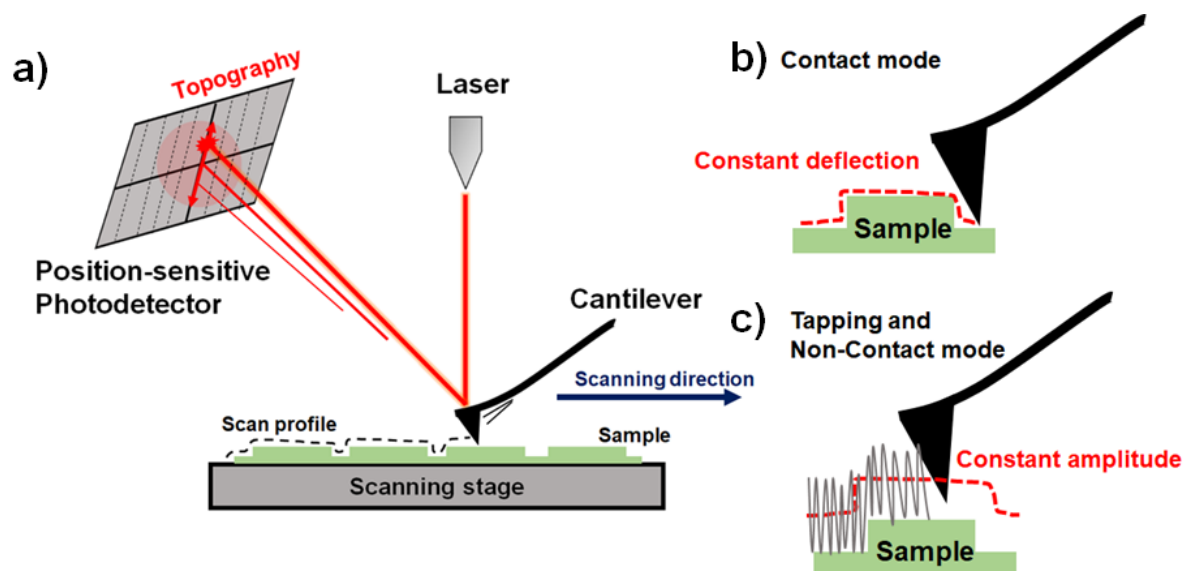 a)
Topography
Laser
Position-sensitive
Photodetector
Cantilever
Scanning direction
Scan profile
Sample
Scanning stage
b) Contact mode
Constant deflection
Sample
c) Tapping and
Non-Contact mode
Constant amplitude
Sample